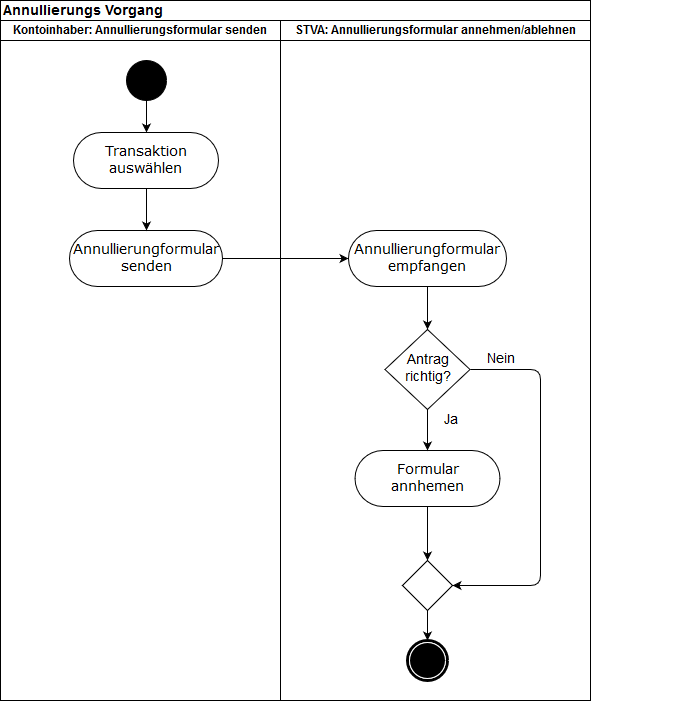 Annullierungs Vorgang
Kontoinhaber: Annullierungsformular senden
STVA: Annullierungsformular annehmen/ablehnen
Transaktion
auswählen
Annullierungformular
senden
Annullierungformular
empfangen
Antrag
richtig?
Nein
Ja
Formular
annhemen